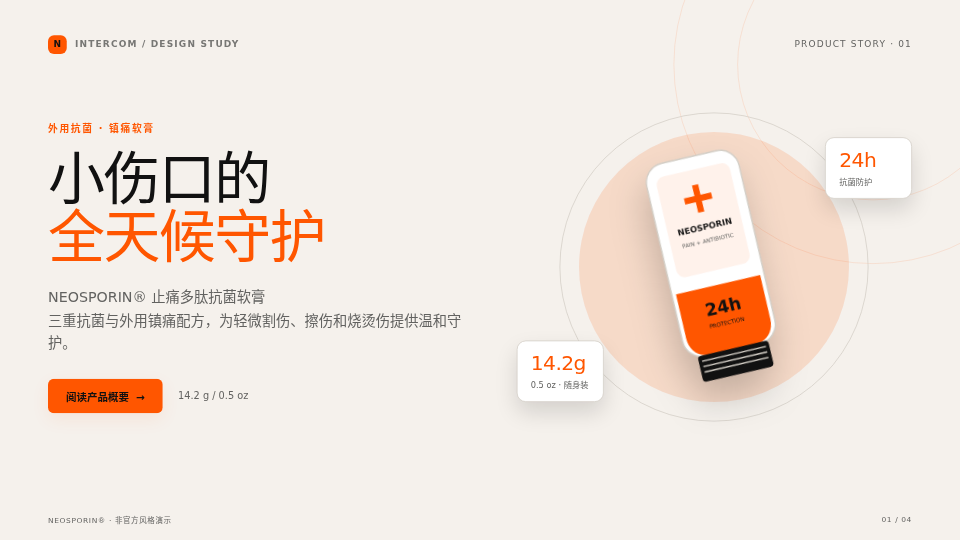 N INTERCOM / DESIGN STUDY
PRODUCT STORY · 01
外用抗菌 · 镇痛软膏
小伤口的
全天候守护
NEOSPORIN® 止痛多肽抗菌软膏
三重抗菌与外用镇痛配方，为轻微割伤、擦伤和烧烫伤提供温和守
护。
阅读产品概要 →
14.2 g / 0.5 oz
24h
抗菌防护
NEOSPORIN
PAIN + ANTIBIOTIC
24h
PROTECTION
14.2g
0.5 oz · 随身装
NEOSPORIN® · 非官方风格演示
01 / 04